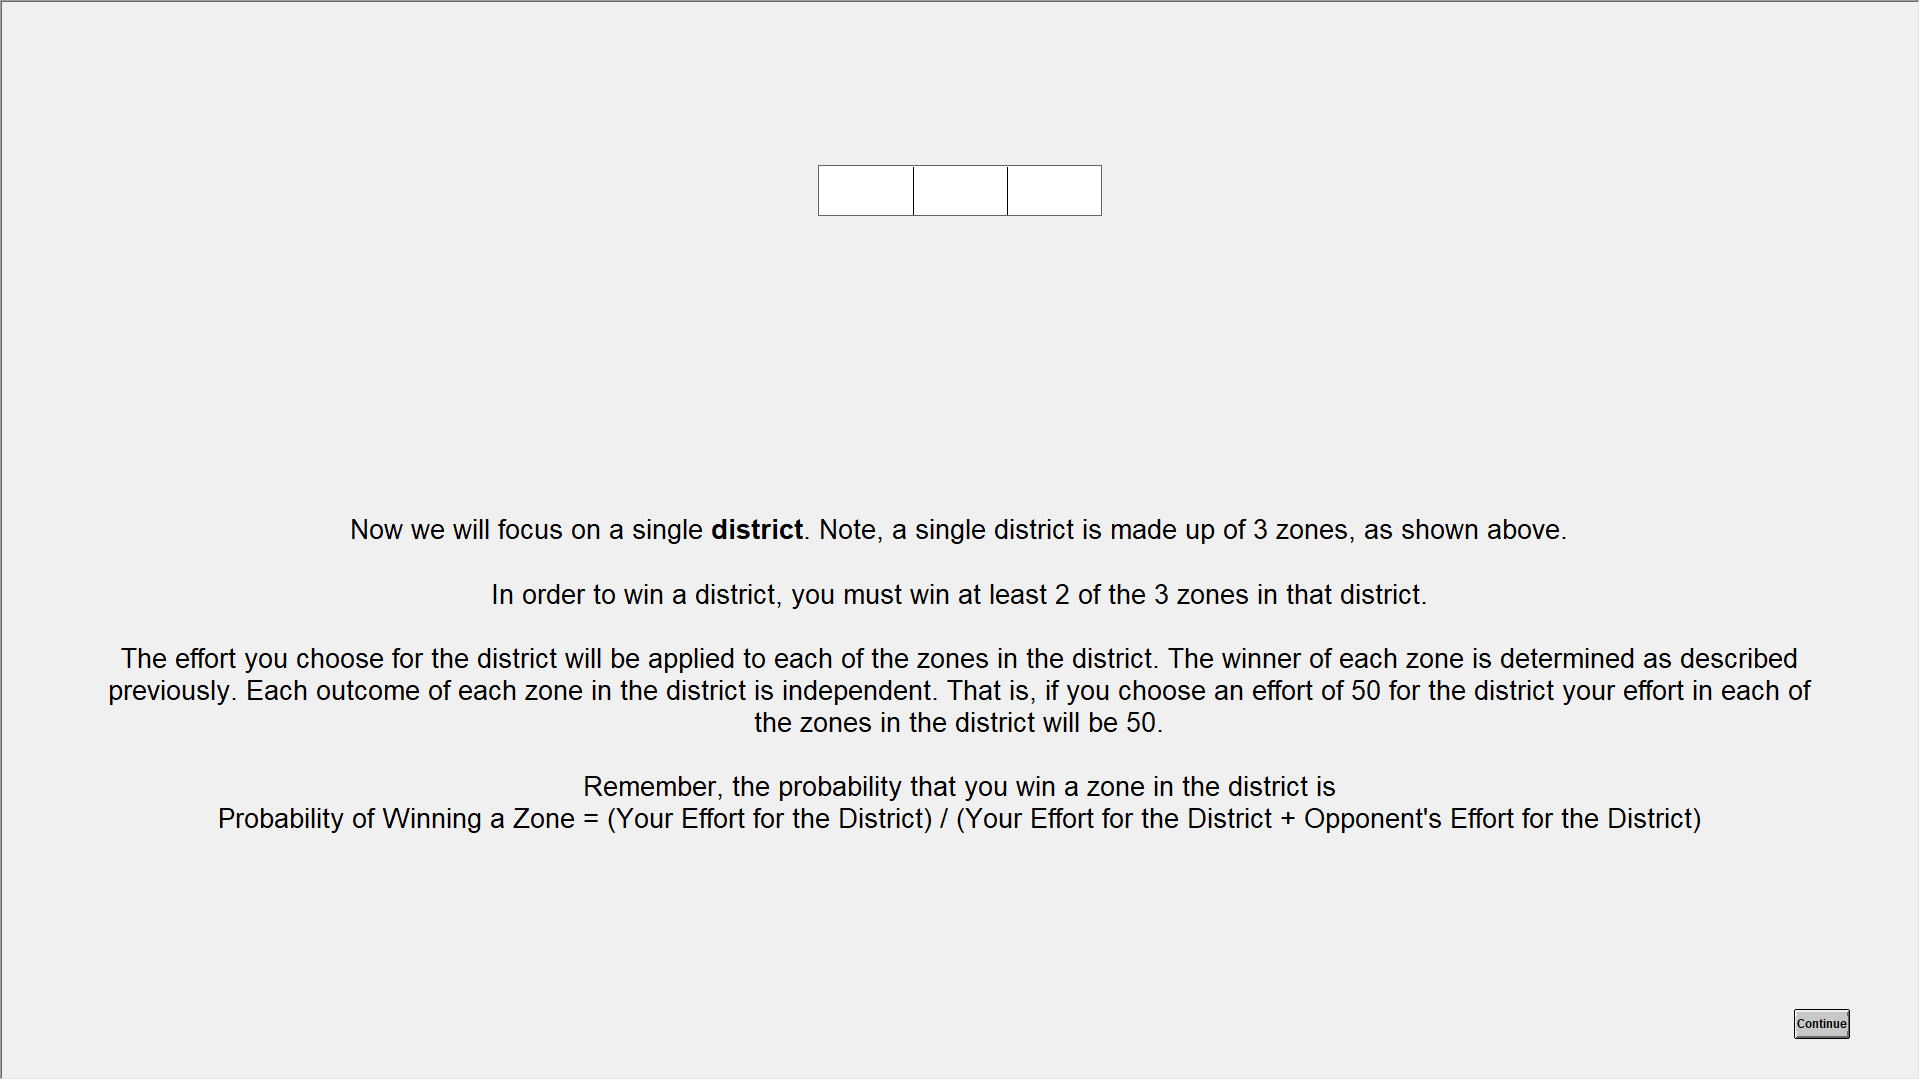 Now we will focus on a single district. Note, a single district is made up of 3 zones, as shown above.
In order to win a district, you must win at least 2 of the 3 zones in that district.
The effort you choose for the district will be applied to each of the zones in the district. The winner of each zone is determined as described
previously. Each outcome of each zone in the district is independent. That is, if you choose an effort of 50 for the district your effort in each of
the zones in the district will be 50.
Remember, the probability that you win a zone in the district is
Probability of Winning a Zone = (Your Effort for the District) / (Your Effort for the District + Opponent's Effort for the District)
Continue